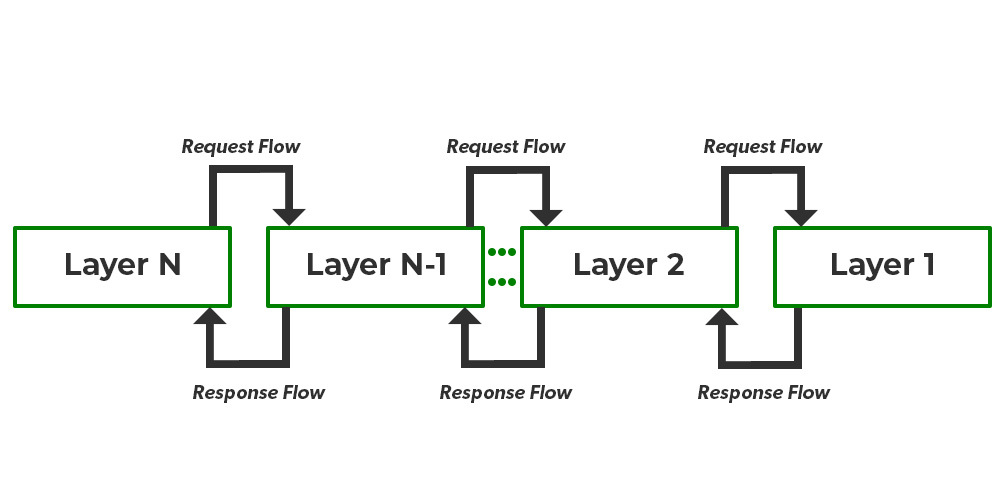 Request Flow
Request Flow
Request Flow
Layer N
Layer N-1
Layer 2
Layer 1
Response Flow
Response Flow
Response Flow